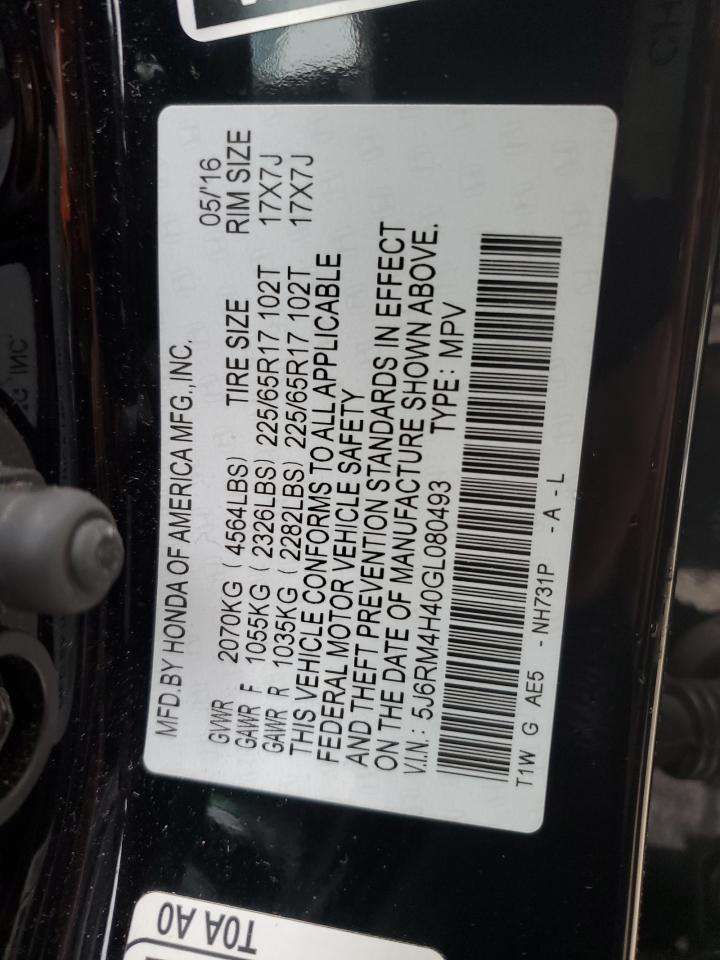 MFD.BY HONDA OF AMERICA MFG.,INC. 05/'16
GVWR 2070KG (4564LBS) TIRE SIZE RIM SIZE
GAWR F 1055KG (2326LBS) 225/65R17 102T 17X7J
GAWR R 1035KG (2282LBS) 225/65R17 102T 17X7J
THIS VEHICLE CONFORMS TO ALL APPLICABLE
FEDERAL MOTOR VEHICLE SAFETY
AND THEFT PREVENTION STANDARDS IN EFFECT
ON THE DATE OF MANUFACTURE SHOWN ABOVE.
V.I.N.: 5J6RM4H40GL080493 TYPE: MPV
T1W G AE5 - NH731P - A - L
T0A A0